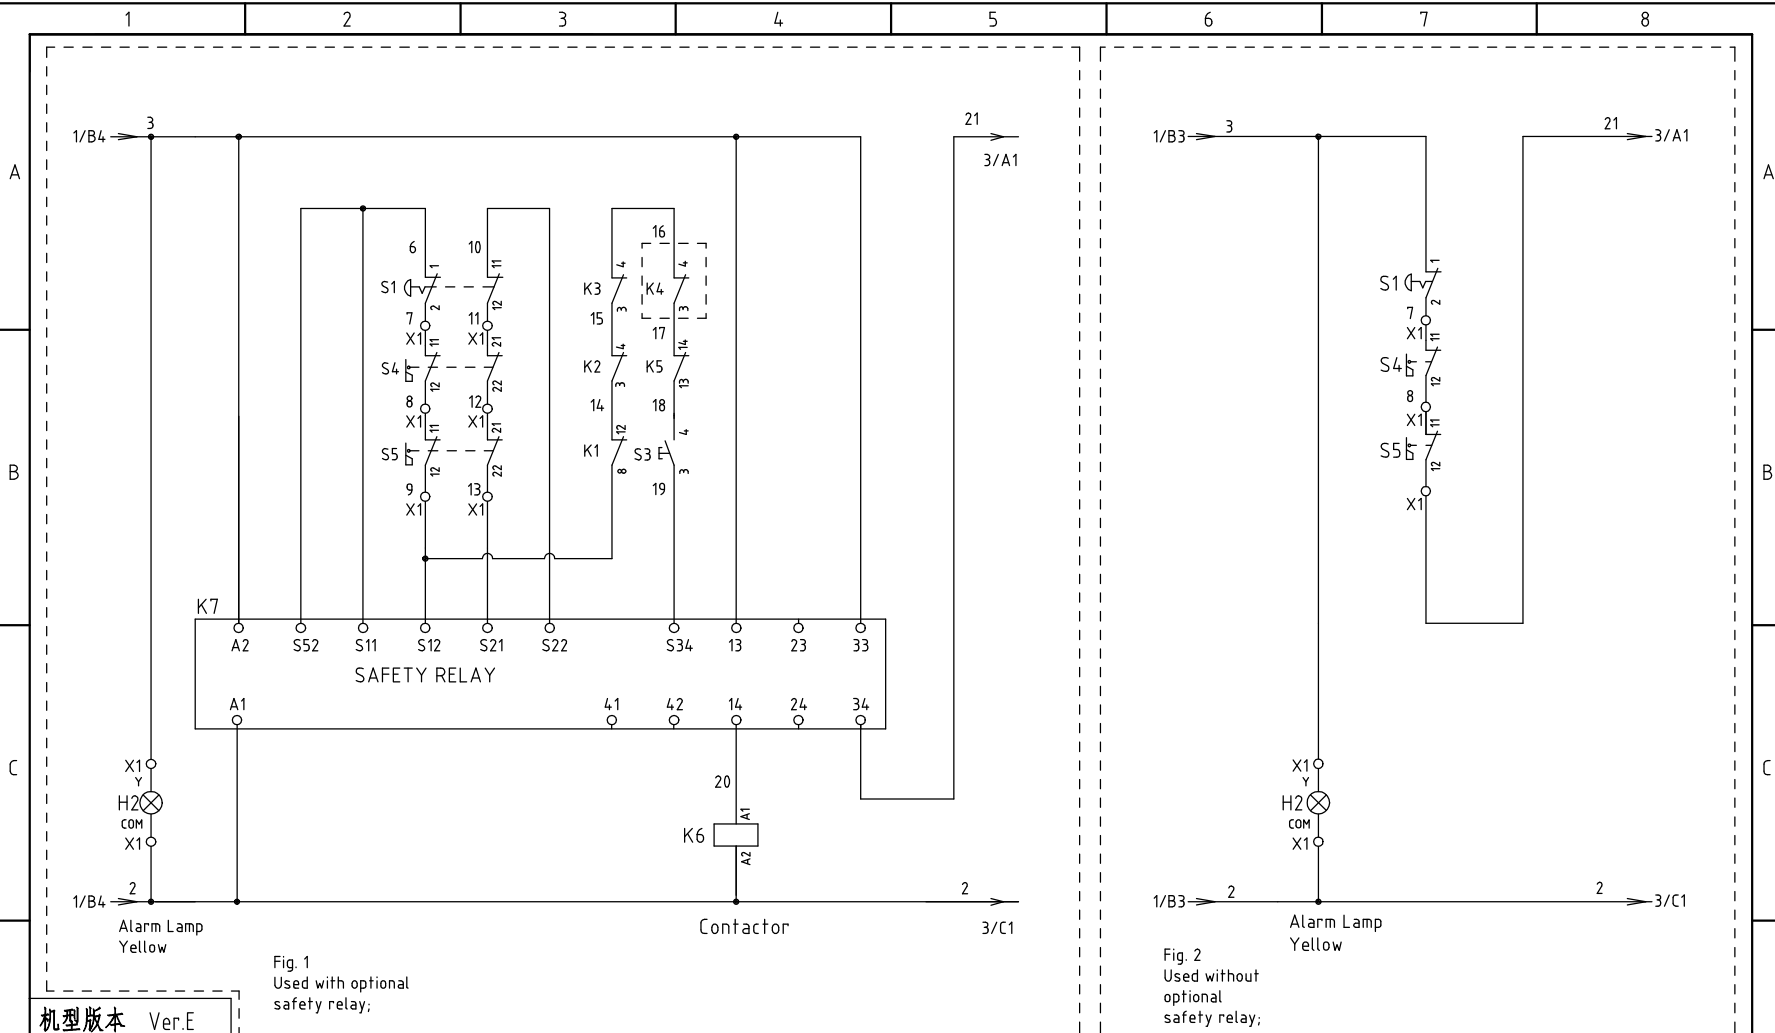 1 2 3 4 5 6 7 8
A A
B B
C C
1/B4 3
21
3/A1
6 10 16
S1 1 2 11 12
7 11
X1 X1
S4 11 12 21 22
8 12
X1 X1
S5 11 12 21 22
9 13
X1 X1
K3 4 3
K4 4 3
15 17
K2 4 3
K5 14 13
14 18
K1 12 8
S3 4 3
19
K7
A2 S52 S11 S12 S21 S22 S34 13 23 33
SAFETY RELAY
A1 41 42 14 24 34
X1
Y
H2
COM
X1
20
K6 A1 A2
1/B4 2
2
3/C1
Alarm Lamp
Yellow
Contactor
Fig. 1
Used with optional
safety relay;
机型版本 Ver.E
1/B3 3
21 3/A1
S1 1 2
7
X1
S4 11 12
8
X1
S5 11 12
X1
X1
Y
H2
COM
X1
1/B3 2
2 3/C1
Alarm Lamp
Yellow
Fig. 2
Used without
optional
safety relay;